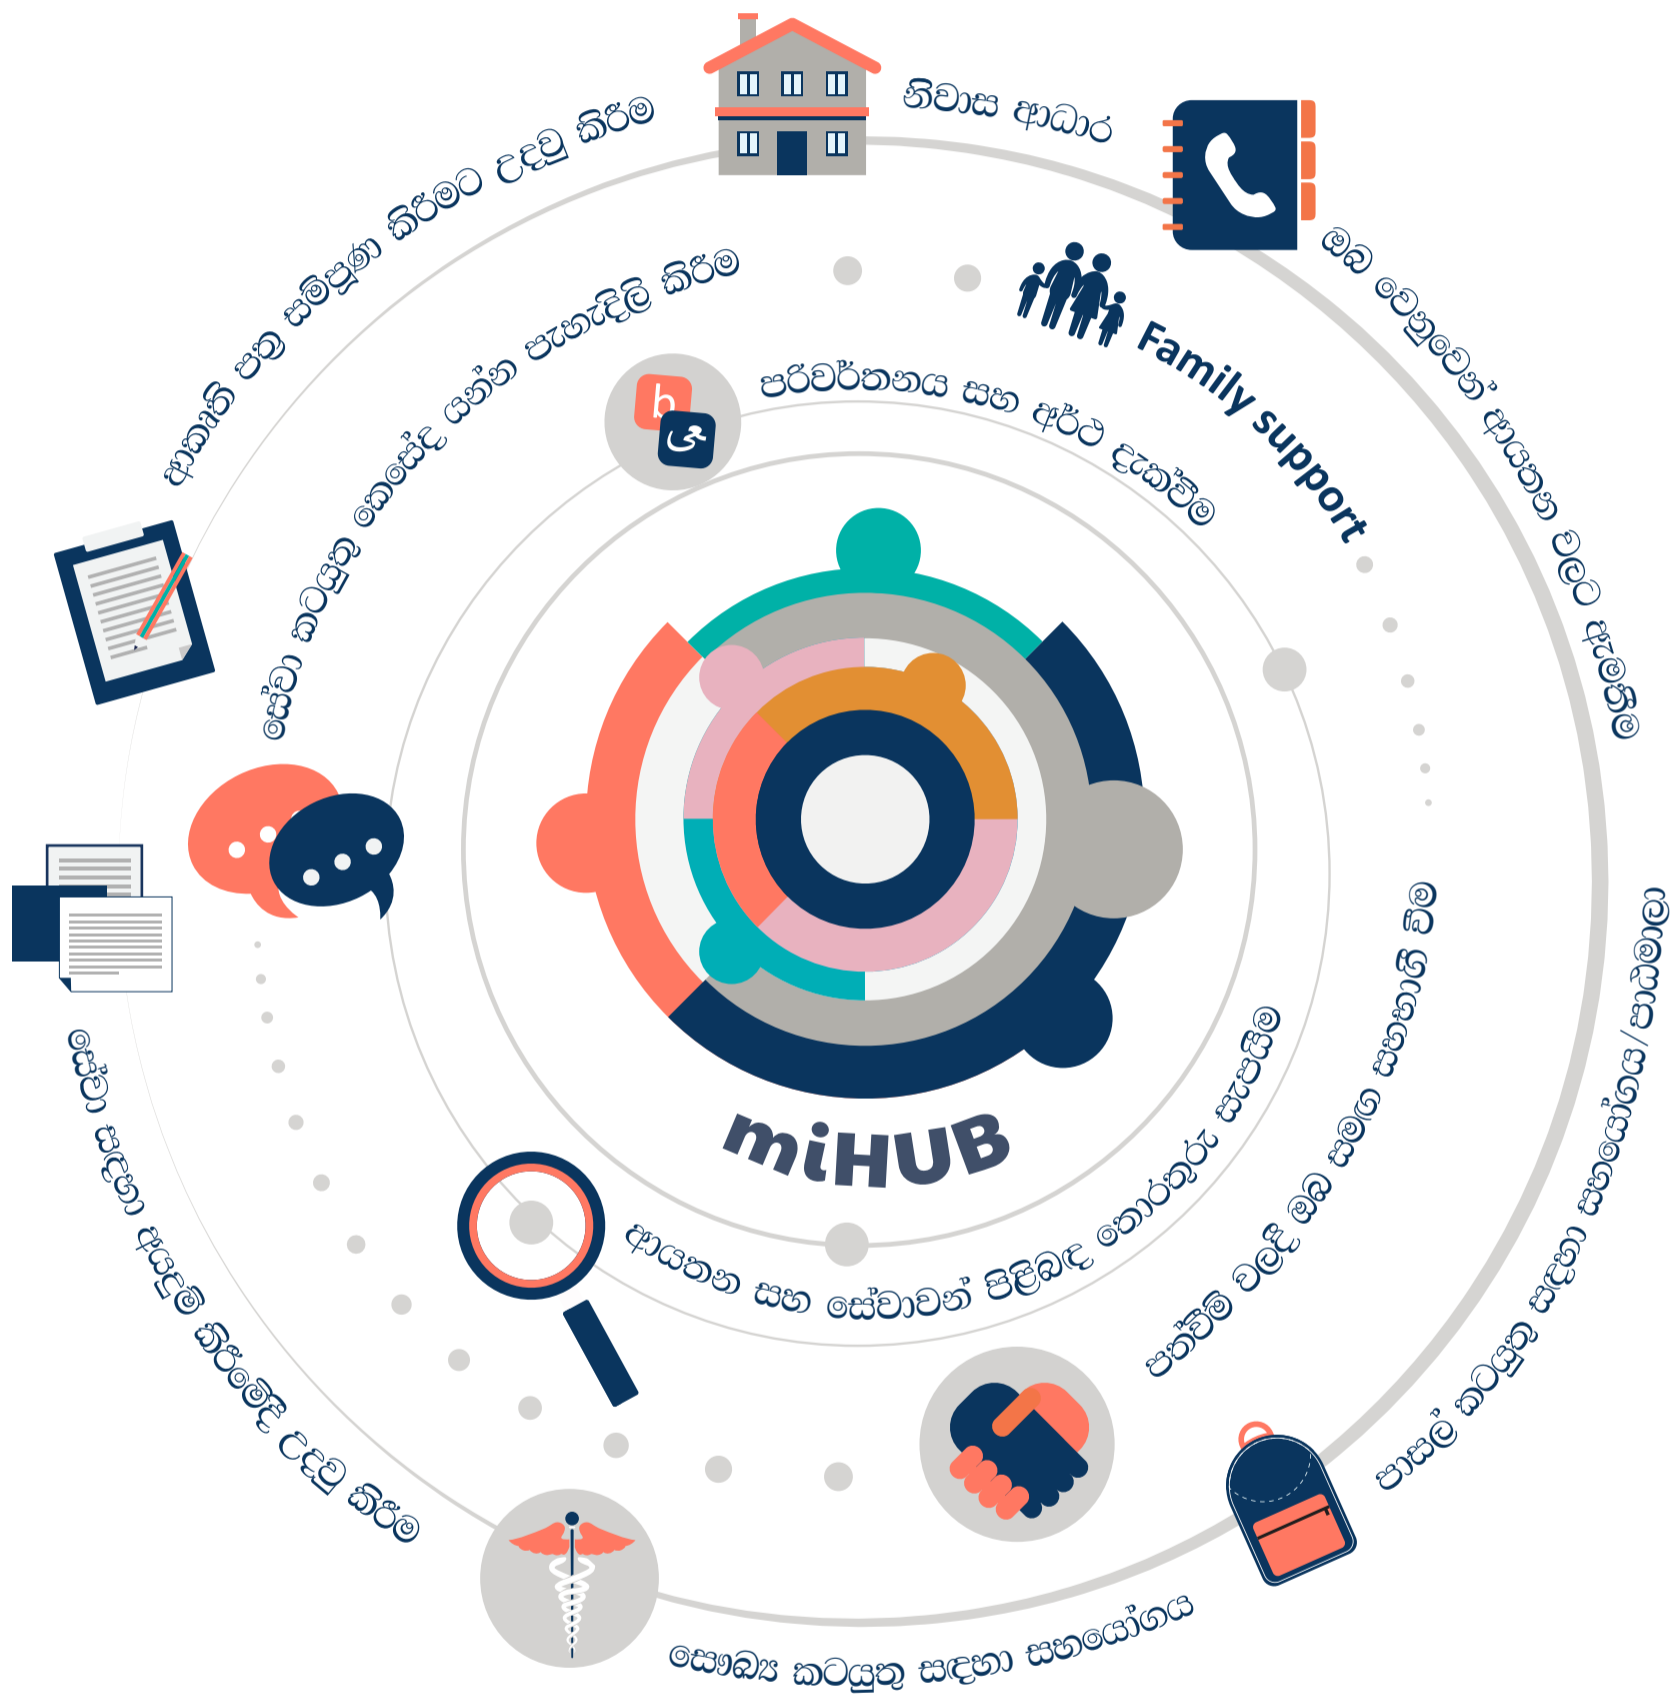 නිවාස ආධාර
ඔබ වෙනුවෙන් ආයතන වලට ඇමතීම
පාසල් කටයුතු සඳහා සහයෝගය/පාඨමාලා
සෞඛ්‍ය කටයුතු සඳහා සහයෝගය
සේවා සඳහා අයදුම් කිරීමේදී උදවු කිරීම
ආකෘති පත්‍ර සම්පූර්ණ කිරීමට උදවු කිරීම
සේවා කටයුතු කෙසේද යන්න පැහැදිලි කිරීම
Family support
පත්වීම් වලදී ඔබ සමග සහභාගී වීම
පරිවර්තනය සහ අර්ථ දැක්වීම
ආයතන සහ සේවාවන් පිළිබඳ තොරතුරු සැපයීම
b
miHUB